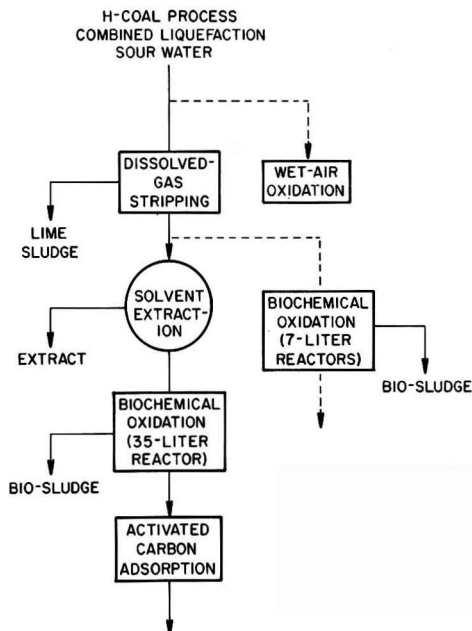 H-COAL PROCESS
COMBINED LIQUEFACTION
SOUR WATER
DISSOLVED-
GAS
STRIPPING
WET-AIR
OXIDATION
LIME
SLUDGE
SOLVENT
EXTRACT-
ION
BIOCHEMICAL
OXIDATION
(7-LITER
REACTORS)
EXTRACT
BIO-SLUDGE
BIOCHEMICAL
OXIDATION
(35-LITER
REACTOR)
BIO-SLUDGE
ACTIVATED
CARBON
ADSORPTION